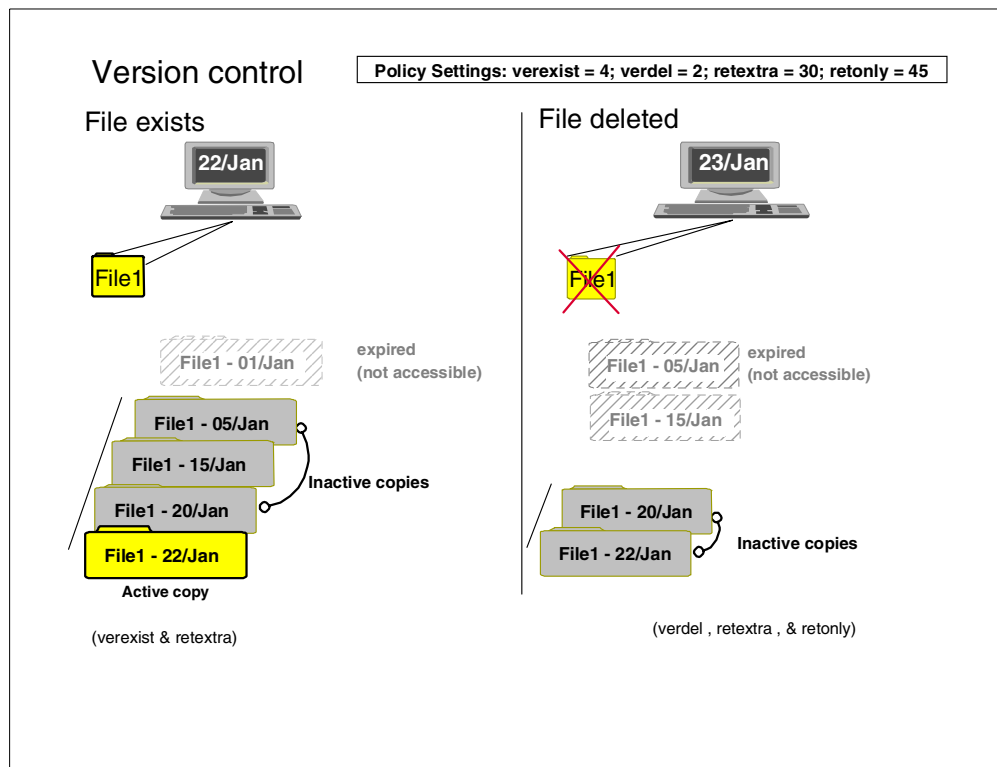 Version control
Policy Settings: verexist = 4; verdel = 2; retextra = 30; retonly = 45
File exists
22/Jan
File1
File1 - 01/Jan
expired
(not accessible)
File1 - 05/Jan
File1 - 15/Jan
Inactive copies
File1 - 20/Jan
File1 - 22/Jan
Active copy
(verexist & retextra)
File deleted
23/Jan
File1
File1 - 05/Jan
expired
(not accessible)
File1 - 15/Jan
File1 - 20/Jan
Inactive copies
File1 - 22/Jan
(verdel , retextra , & retonly)